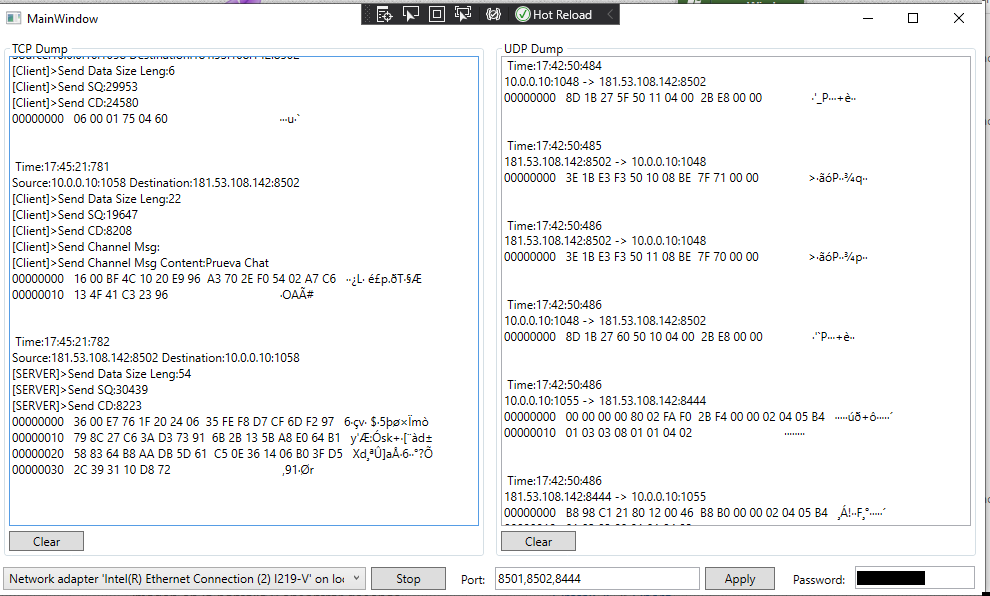 MainWindow
Hot Reload
TCP Dump
[Client]>Send Data Size Leng:6
[Client]>Send SQ:29953
[Client]>Send CD:24580
00000000 06 00 01 75 04 60 ···u·`
Time:17:45:21:781
Source:10.0.0.10:1058 Destination:181.53.108.142:8502
[Client]>Send Data Size Leng:22
[Client]>Send SQ:19647
[Client]>Send CD:8208
[Client]>Send Channel Msg:
[Client]>Send Channel Msg Content:Prueva Chat
00000000 16 00 BF 4C 10 20 E9 96 A3 70 2E F0 54 02 A7 C6 ··¿L· é£p.ðT·§Æ
00000010 13 4F 41 C3 23 96 ·OAÃ#
Time:17:45:21:782
Source:181.53.108.142:8502 Destination:10.0.0.10:1058
[SERVER]>Send Data Size Leng:54
[SERVER]>Send SQ:30439
[SERVER]>Send CD:8223
00000000 36 00 E7 76 1F 20 24 06 35 FE F8 D7 CF 6D F2 97 6·çv· $·5þø×Ïmò
00000010 79 8C 27 C6 3A D3 73 91 6B 2B 13 5B A8 E0 64 B1 y'Æ:Ósk+·[¨àd±
00000020 58 83 64 B8 AA DB 5D 61 C5 0E 36 14 06 B0 3F D5 Xd¸ªÛ]aÅ·6··°?Õ
00000030 2C 39 31 10 D8 72 ,91·Ør
Clear
UDP Dump
Time:17:42:50:484
10.0.0.10:1048 -> 181.53.108.142:8502
00000000 8D 1B 27 5F 50 11 04 00 2B E8 00 00 ·'_P···+è··
Time:17:42:50:485
181.53.108.142:8502 -> 10.0.0.10:1048
00000000 3E 1B E3 F3 50 10 08 BE 7F 71 00 00 >·ãóP··¾q··
Time:17:42:50:486
181.53.108.142:8502 -> 10.0.0.10:1048
00000000 3E 1B E3 F3 50 11 08 BE 7F 70 00 00 >·ãóP··¾p··
Time:17:42:50:486
10.0.0.10:1048 -> 181.53.108.142:8502
00000000 8D 1B 27 60 50 10 04 00 2B E8 00 00 ·'`P···+è··
Time:17:42:50:486
10.0.0.10:1055 -> 181.53.108.142:8444
00000000 00 00 00 00 80 02 FA F0 2B F4 00 00 02 04 05 B4 ·····úð+ô·····´
00000010 01 03 03 08 01 01 04 02 ········
Time:17:42:50:486
181.53.108.142:8444 -> 10.0.0.10:1055
00000000 B8 98 C1 21 80 12 00 46 B8 B0 00 00 02 04 05 B4 ¸Á!··F¸°·····´
Clear
Network adapter 'Intel(R) Ethernet Connection (2) I219-V' on loc
Stop
Port:
8501,8502,8444
Apply
Password: